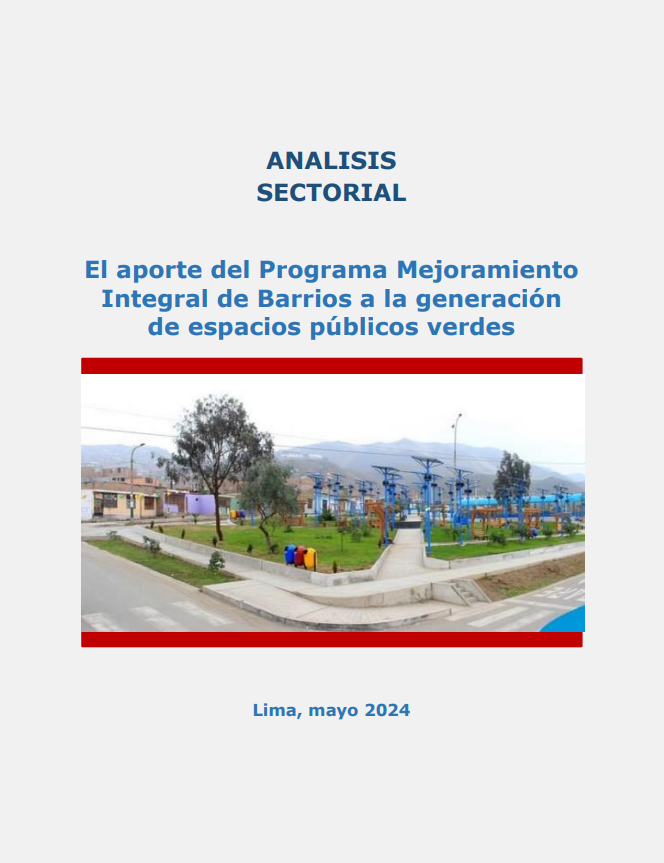 ANALISIS
SECTORIAL
El aporte del Programa Mejoramiento
Integral de Barrios a la generación
de espacios públicos verdes
Lima, mayo 2024